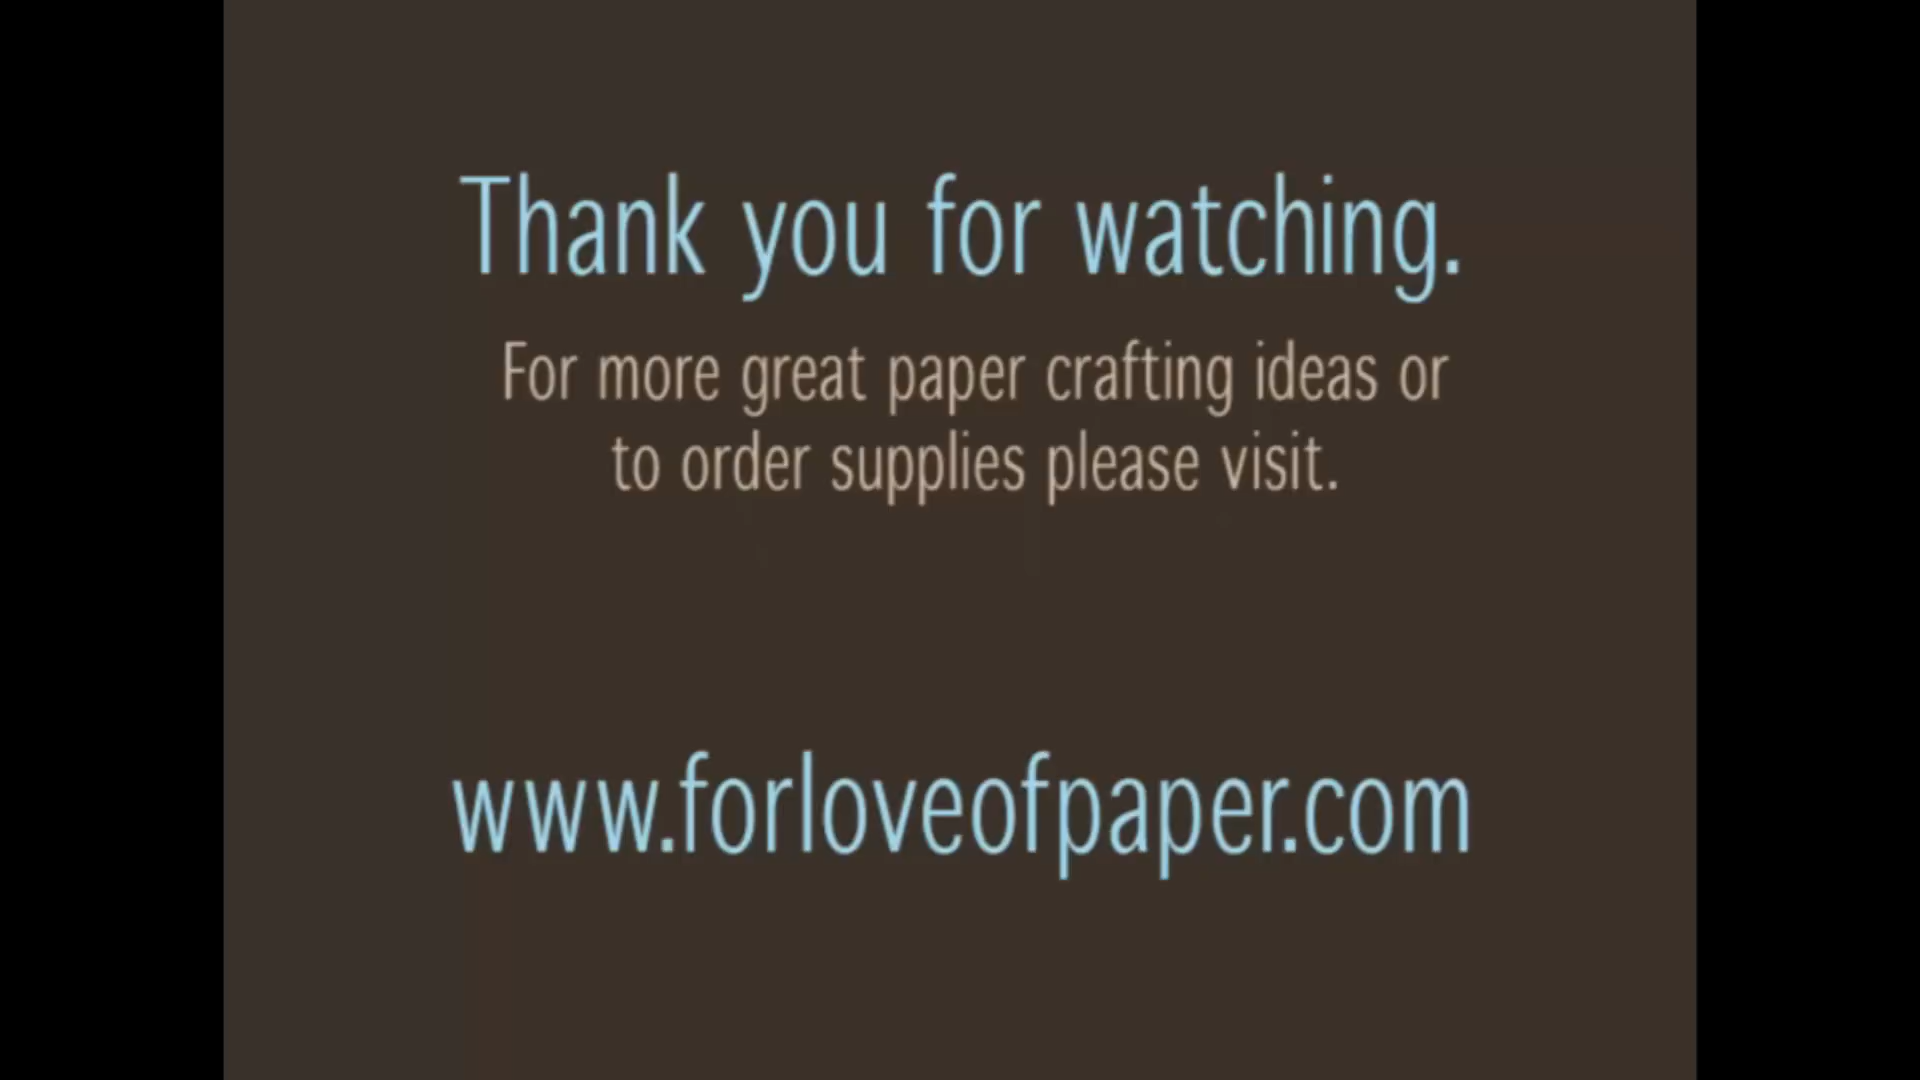 Thank you for watching.
For more great paper crafting ideas or
to order supplies please visit.
www.forloveofpaper.com